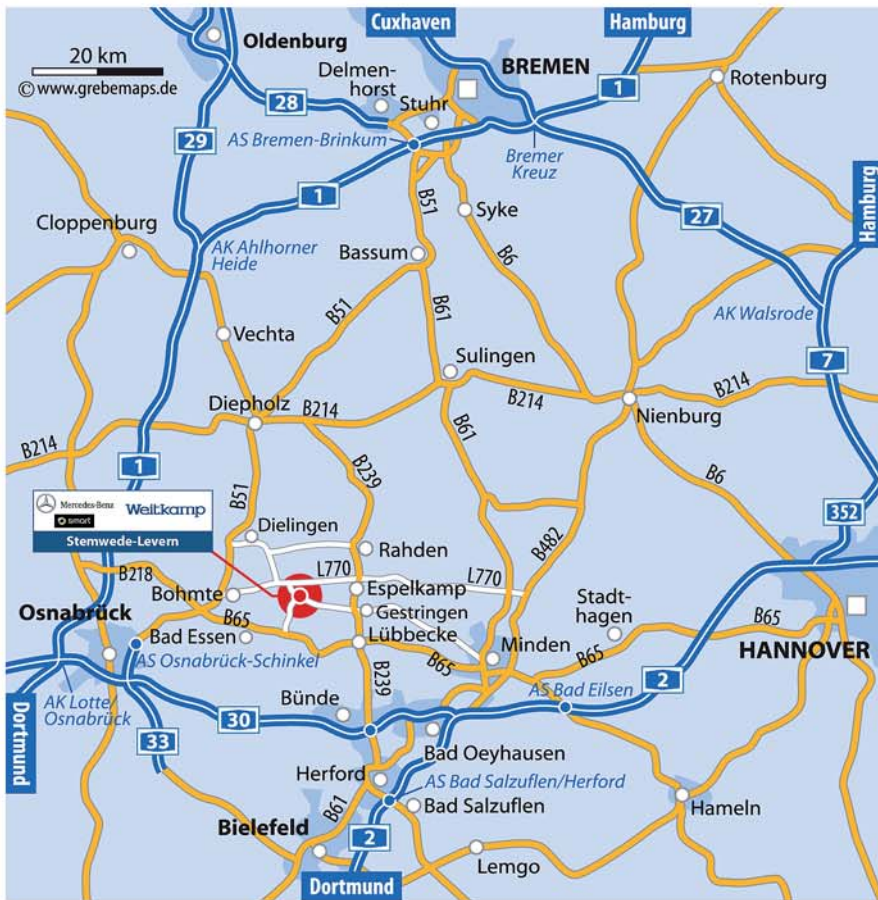 Cuxhaven
Hamburg
20 km
© www.grebemaps.de
Oldenburg
Delmen-
horst
BREMEN
1
Rotenburg
28
Stuhr
29
AS Bremen-Brinkum
Bremer
Kreuz
1
B51
Syke
27
Hamburg
Cloppenburg
AK Ahlhorner
Heide
Bassum
B6
B51
B61
AK Walsrode
Vechta
Sulingen
7
Diepholz
B214
B214
B214
Nienburg
B61
B214
1
B239
B6
B51
Mercedes-Benz
smart
Weitkamp
Stemwede-Levern
Dielingen
352
Rahden
B482
B218
L770
L770
Bohmte
Espelkamp
Stadt-
hagen
Osnabrück
B65
Gestringen
B65
Bad Essen
Lübbecke
Minden
HANNOVER
AS Osnabrück-Schinkel
B65
B65
B239
2
AK Lotte/
Osnabrück
Bünde
AS Bad Eilsen
Dortmund
30
33
Bad Oeyhausen
Herford
AS Bad Salzuflen/Herford
B61
Bad Salzuflen
Hameln
Bielefeld
2
Lemgo
Dortmund